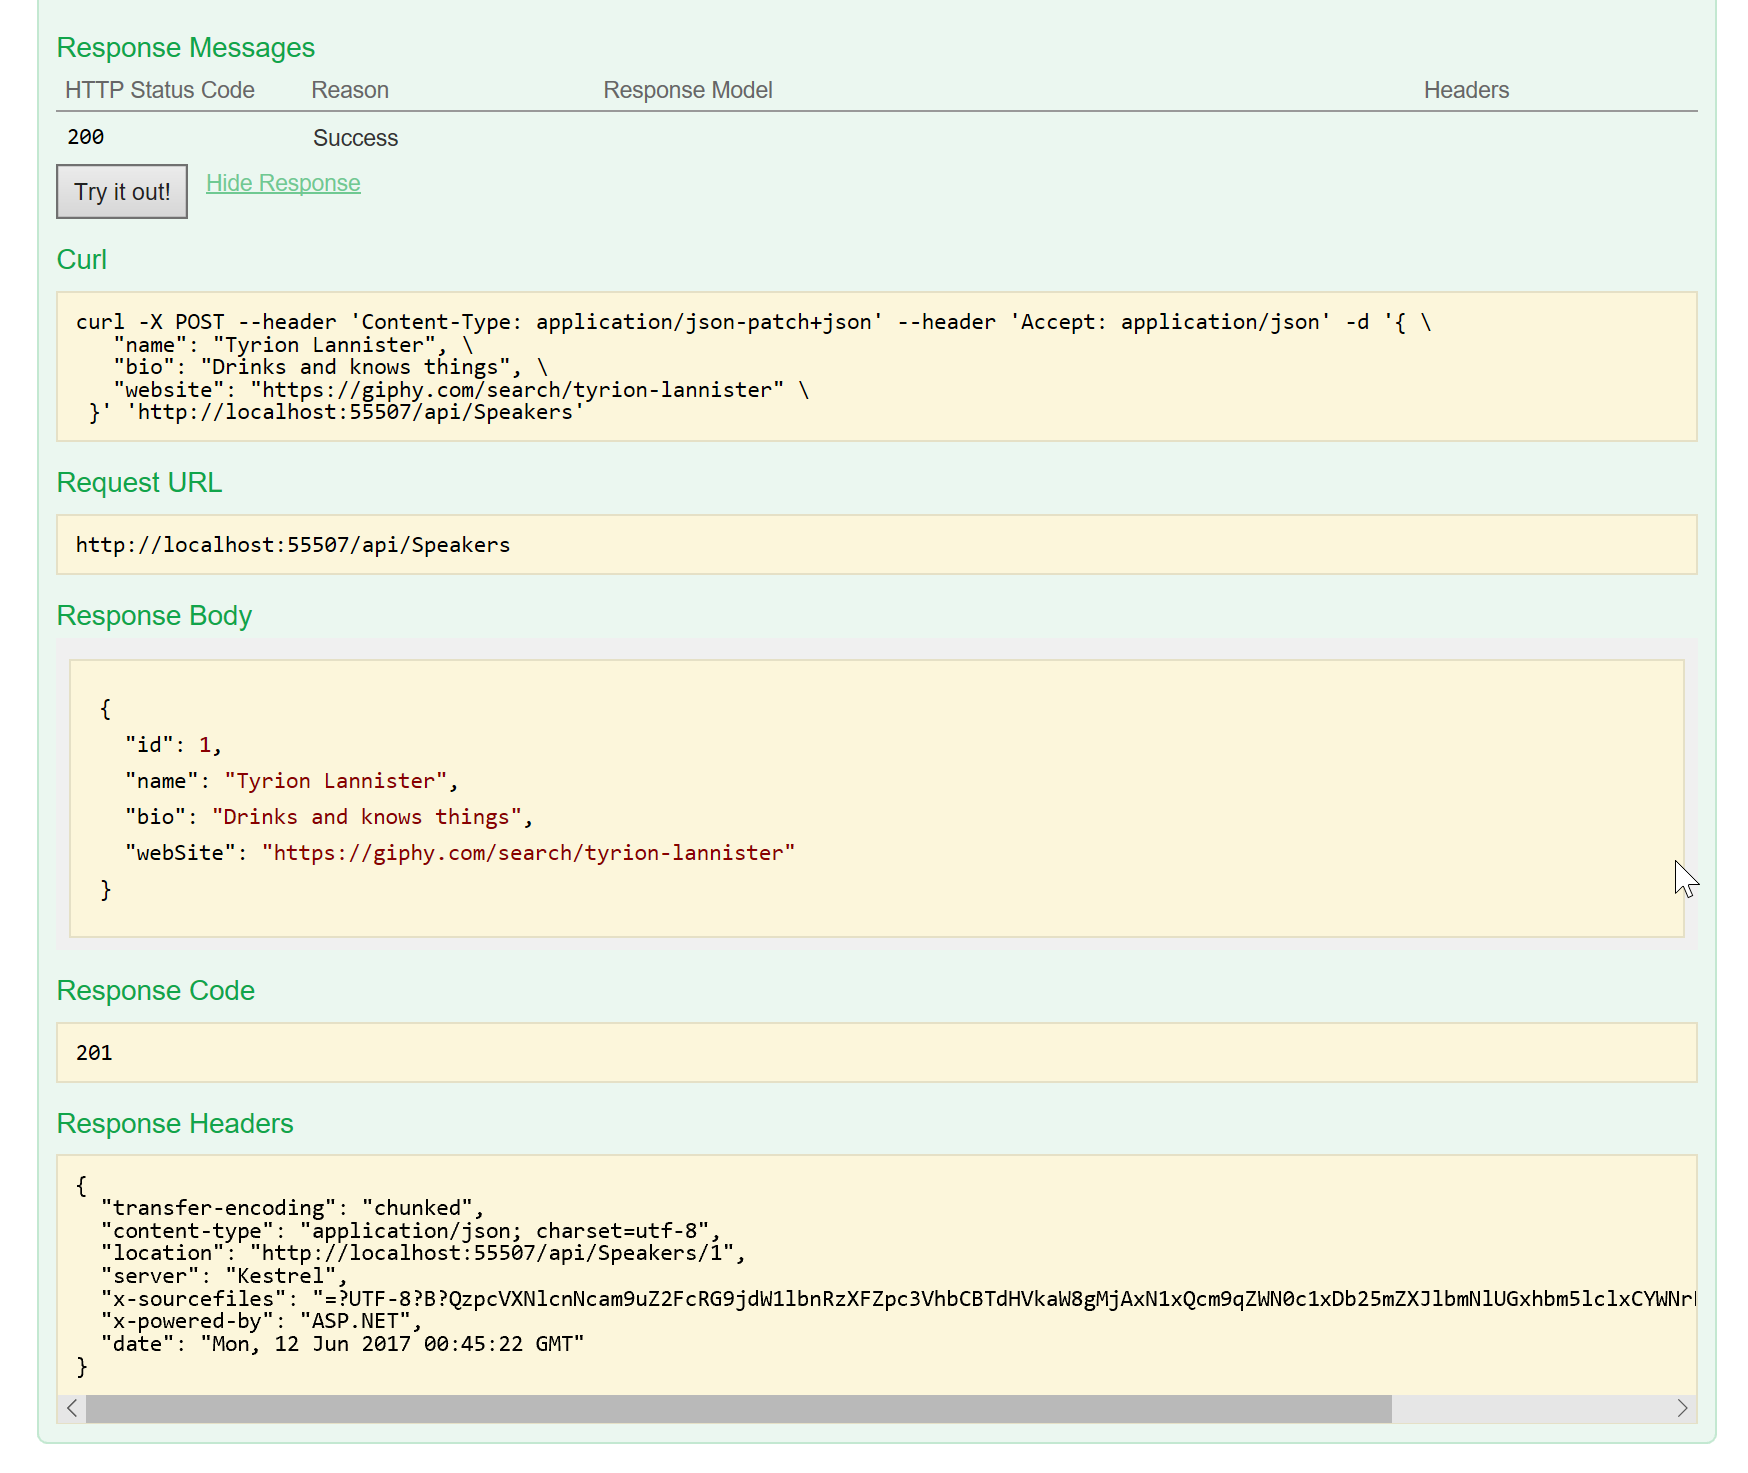 Response Messages
HTTP Status Code Reason Response Model Headers
200 Success
Try it out! Hide Response
Curl
curl -X POST --header 'Content-Type: application/json-patch+json' --header 'Accept: application/json' -d '{ \
   "name": "Tyrion Lannister", \
   "bio": "Drinks and knows things", \
   "website": "https://giphy.com/search/tyrion-lannister" \
 }' 'http://localhost:55507/api/Speakers'
Request URL
http://localhost:55507/api/Speakers
Response Body
{
  "id": 1,
  "name": "Tyrion Lannister",
  "bio": "Drinks and knows things",
  "webSite": "https://giphy.com/search/tyrion-lannister"
}
Response Code
201
Response Headers
{
  "transfer-encoding": "chunked",
  "content-type": "application/json; charset=utf-8",
  "location": "http://localhost:55507/api/Speakers/1",
  "server": "Kestrel",
  "x-sourcefiles": "=?UTF-8?B?QzpcVXNlcnNcam9uZ2FcRG9jdW1lbnRzXFZpc3VhbCBTdHVkaW8gMjAxN1xQcm9qZWN0c1xDb25mZXJlbmNlUGxhbm5lclxCYWNr
  "x-powered-by": "ASP.NET",
  "date": "Mon, 12 Jun 2017 00:45:22 GMT"
}